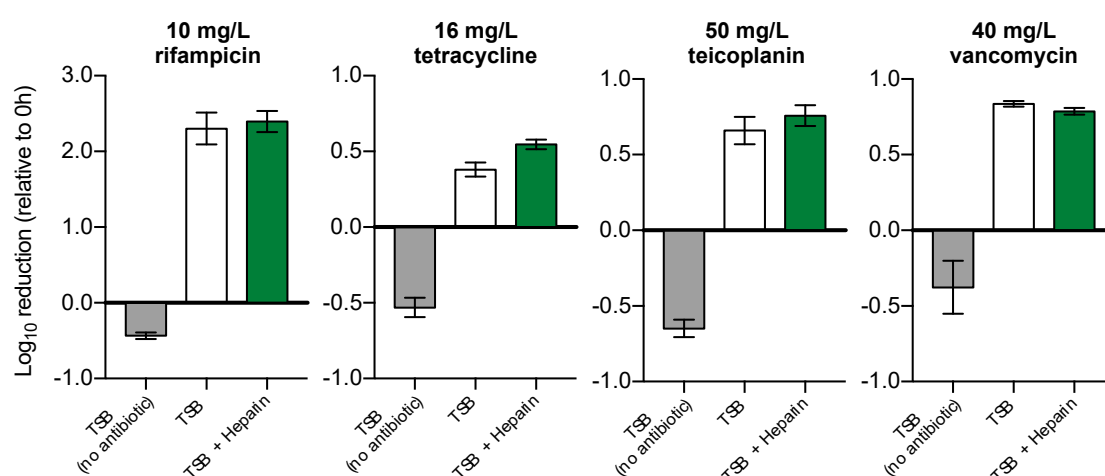 10 mg/L
rifampicin
16 mg/L
tetracycline
50 mg/L
teicoplanin
40 mg/L
vancomycin
Log10 reduction (relative to 0h)
3.0
2.0
1.0
0.0
-1.0
1.0
0.5
0.0
-0.5
-1.0
1.0
0.5
0.0
-0.5
-1.0
1.0
0.5
0.0
-0.5
-1.0
TSB
(no antibiotic)
TSB
TSB + Heparin
TSB
(no antibiotic)
TSB
TSB + Heparin
TSB
(no antibiotic)
TSB
TSB + Heparin
TSB
(no antibiotic)
TSB
TSB + Heparin